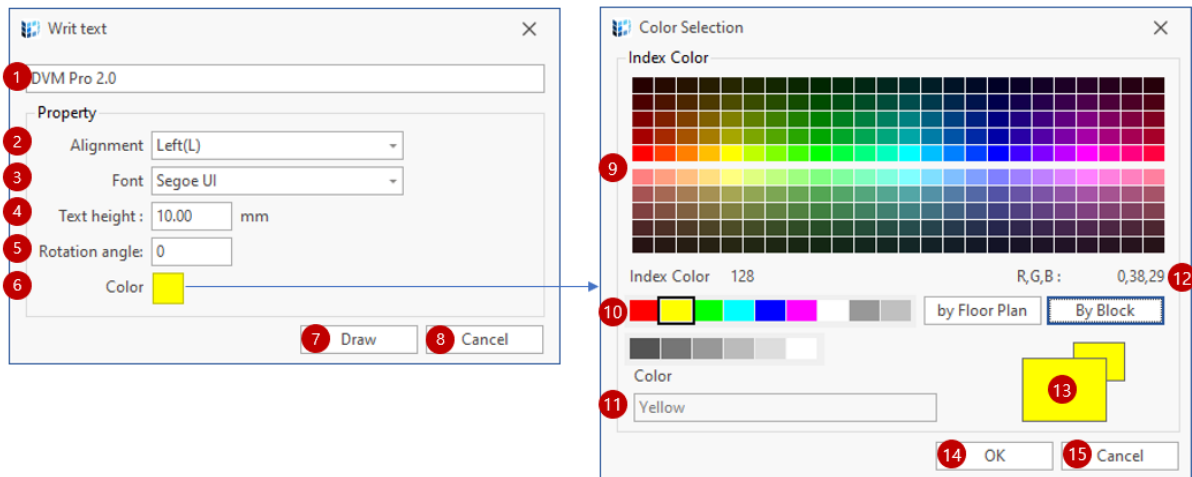 Writ text
1 DVM Pro 2.0
Property
2 Alignment Left(L)
3 Font Segoe UI
4 Text height : 10.00 mm
5 Rotation angle: 0
6 Color
7 Draw 8 Cancel
Color Selection
Index Color
9
Index Color 128 R,G,B : 0,38,29 12
10 by Floor Plan By Block
Color
11 Yellow
13
14 OK 15 Cancel